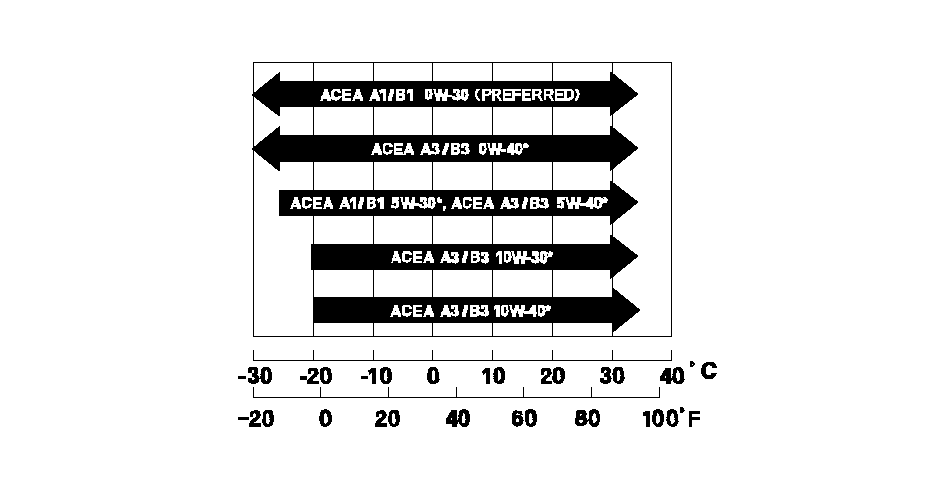 ACEA A1/B1 0W-30 (PREFERRED)
ACEA A3/B3 0W-40*
ACEA A1/B1 5W-30*, ACEA A3/B3 5W-40*
ACEA A3/B3 10W-30*
ACEA A3/B3 10W-40*
-30 -20 -10 0 10 20 30 40°C
-20 0 20 40 60 80 100°F